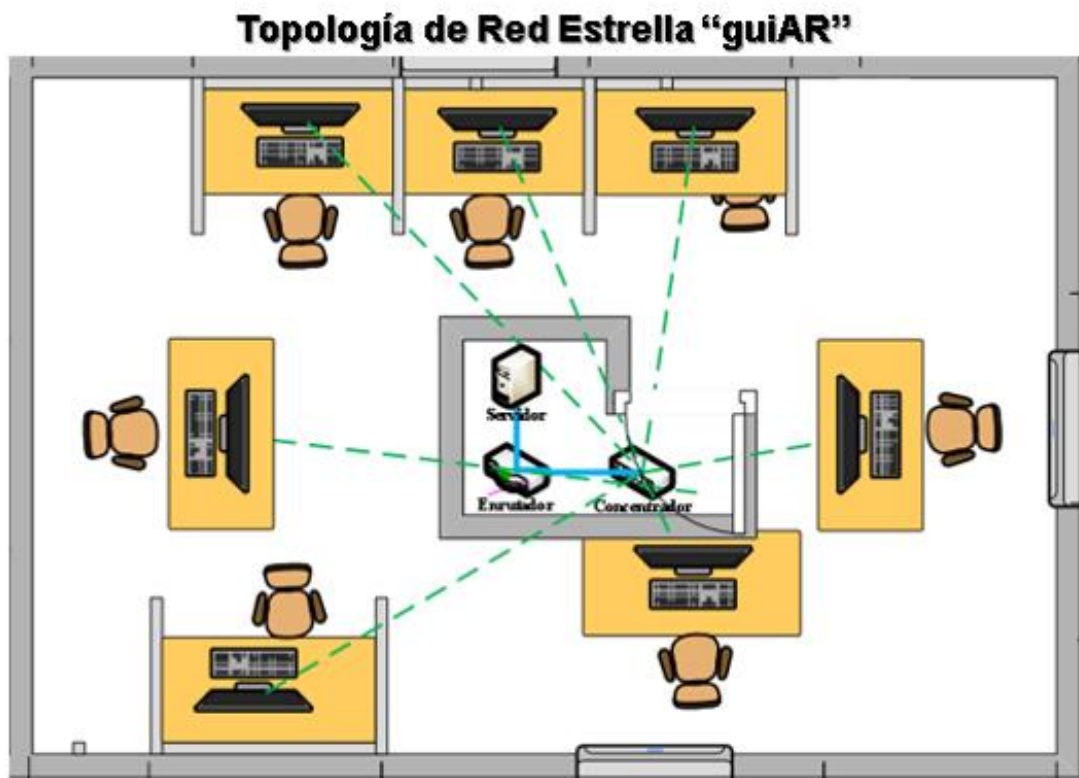 Topología de Red Estrella “guiAR”
Servidor
Enrutador
Concentrador